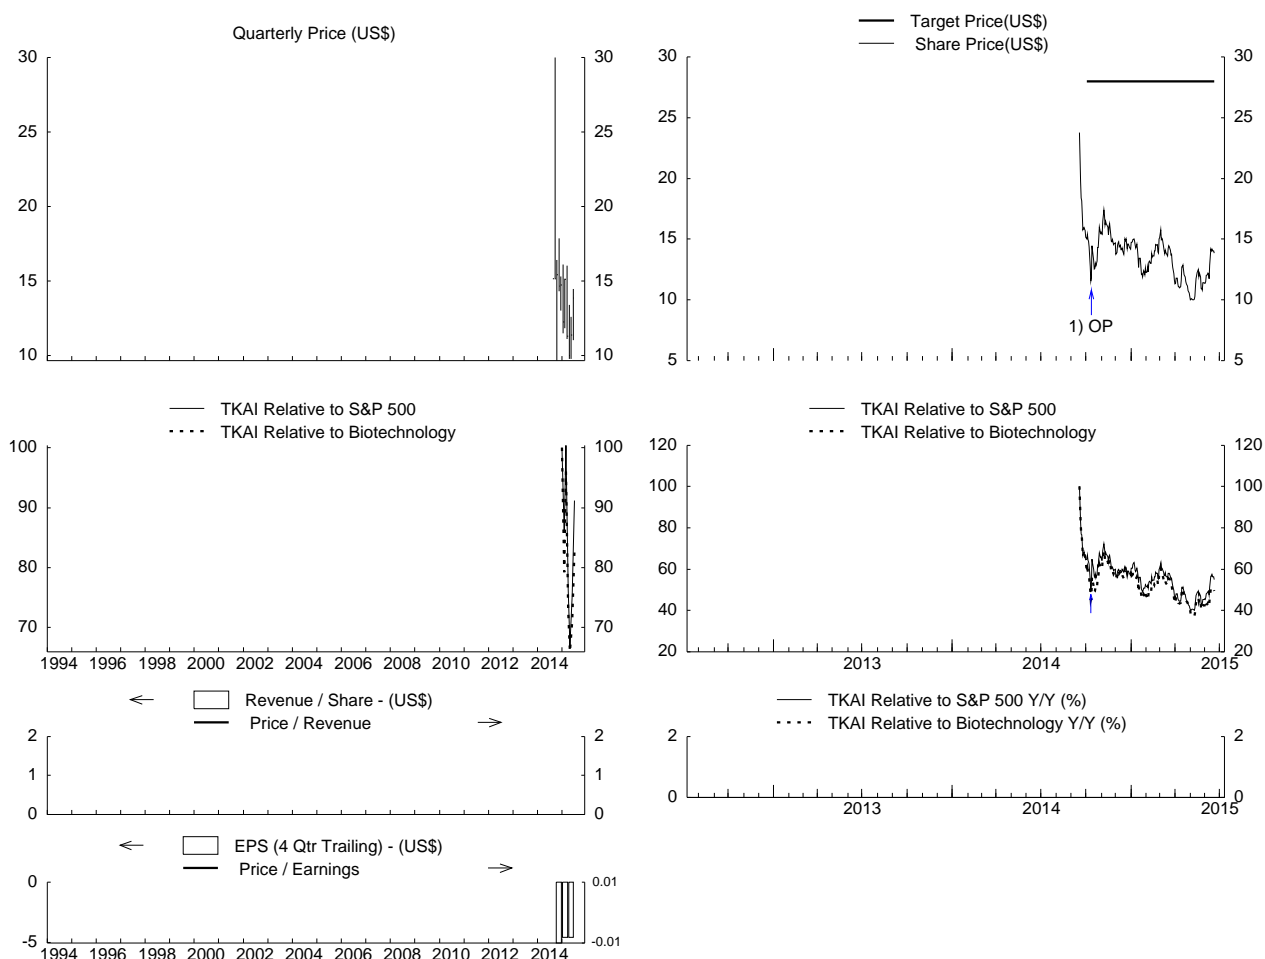 Quarterly Price (US$)
30 30
25 25
20 20
15 15
10 10
Target Price(US$)
Share Price(US$)
30 30
25 25
20 20
15 15
10 10
1) OP
5 5
TKAI Relative to S&P 500
TKAI Relative to Biotechnology
100 100
90 90
80 80
70 70
1994 1996 1998 2000 2002 2004 2006 2008 2010 2012 2014
TKAI Relative to S&P 500
TKAI Relative to Biotechnology
120 120
100 100
80 80
60 60
40 40
20 20
2013 2014 2015
Revenue / Share - (US$)
Price / Revenue
2 2
1 1
0 0
TKAI Relative to S&P 500 Y/Y (%)
TKAI Relative to Biotechnology Y/Y (%)
2 2
0 0
2013 2014 2015
EPS (4 Qtr Trailing) - (US$)
Price / Earnings
0 0.01
-5 -0.01
1994 1996 1998 2000 2002 2004 2006 2008 2010 2012 2014